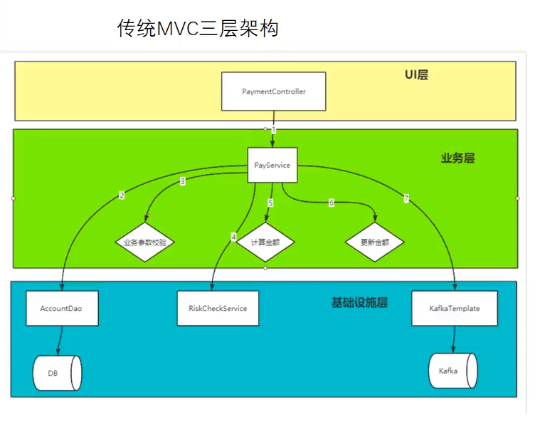 传统MVC三层架构
UI层
PaymentController
1
业务层
PayService
2
3
4
5
6
7
业务参数校验
计算金额
更新金额
基础设施层
AccountDao
RiskCheckService
KafkaTemplate
DB
Kafka